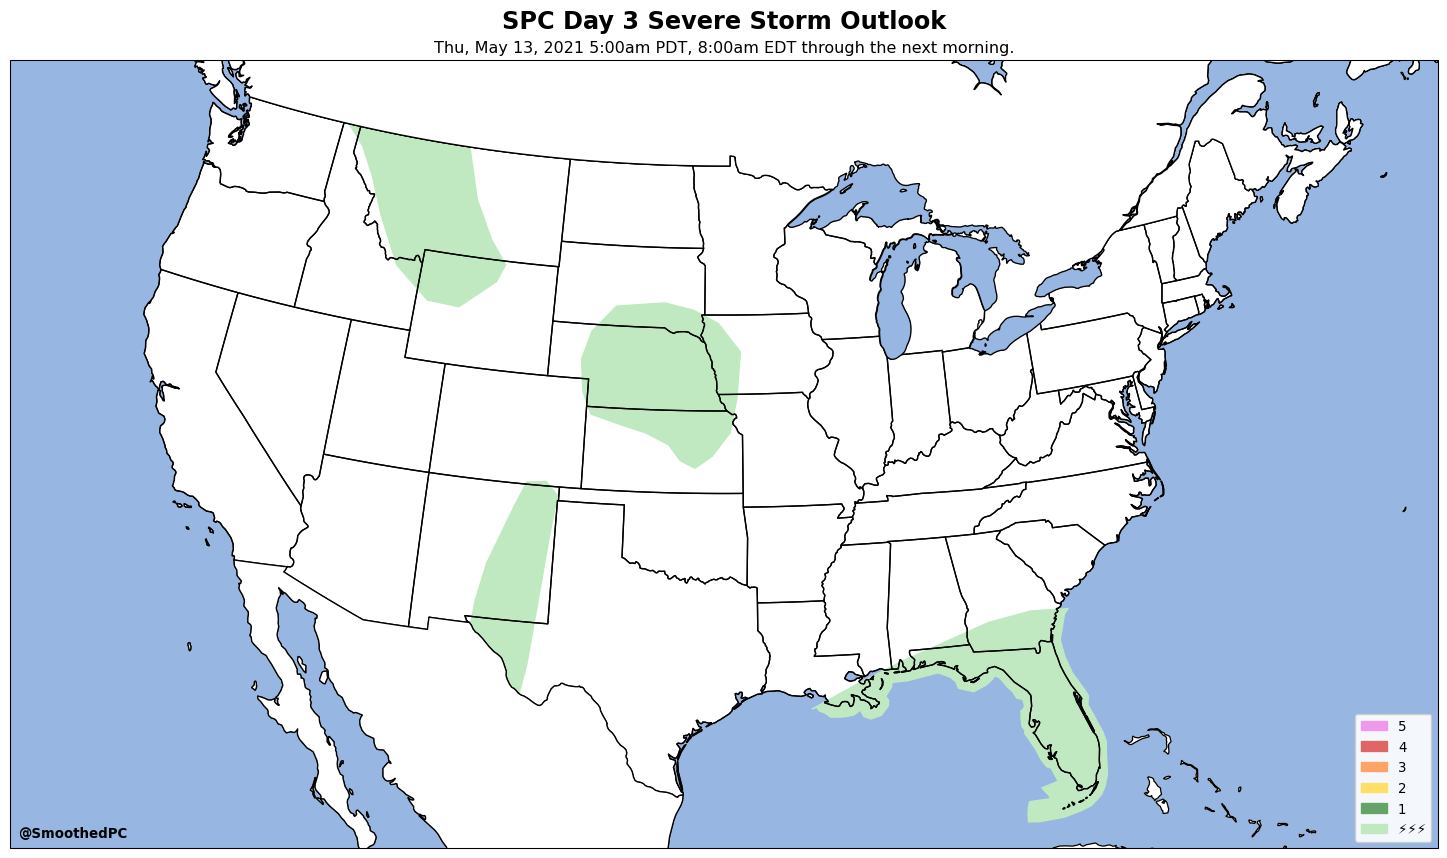 SPC Day 3 Severe Storm Outlook
Thu, May 13, 2021 5:00am PDT, 8:00am EDT through the next morning.
5
4
3
2
1
⚡⚡⚡
@SmoothedPC